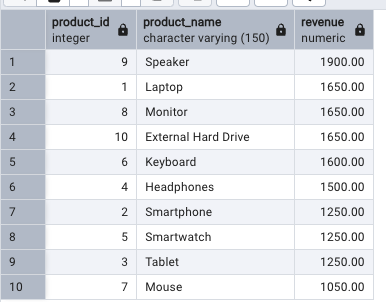 product_id product_name revenue
integer character varying (150) numeric
1 9 Speaker 1900.00
2 1 Laptop 1650.00
3 8 Monitor 1650.00
4 10 External Hard Drive 1650.00
5 6 Keyboard 1600.00
6 4 Headphones 1500.00
7 2 Smartphone 1250.00
8 5 Smartwatch 1250.00
9 3 Tablet 1250.00
10 7 Mouse 1050.00